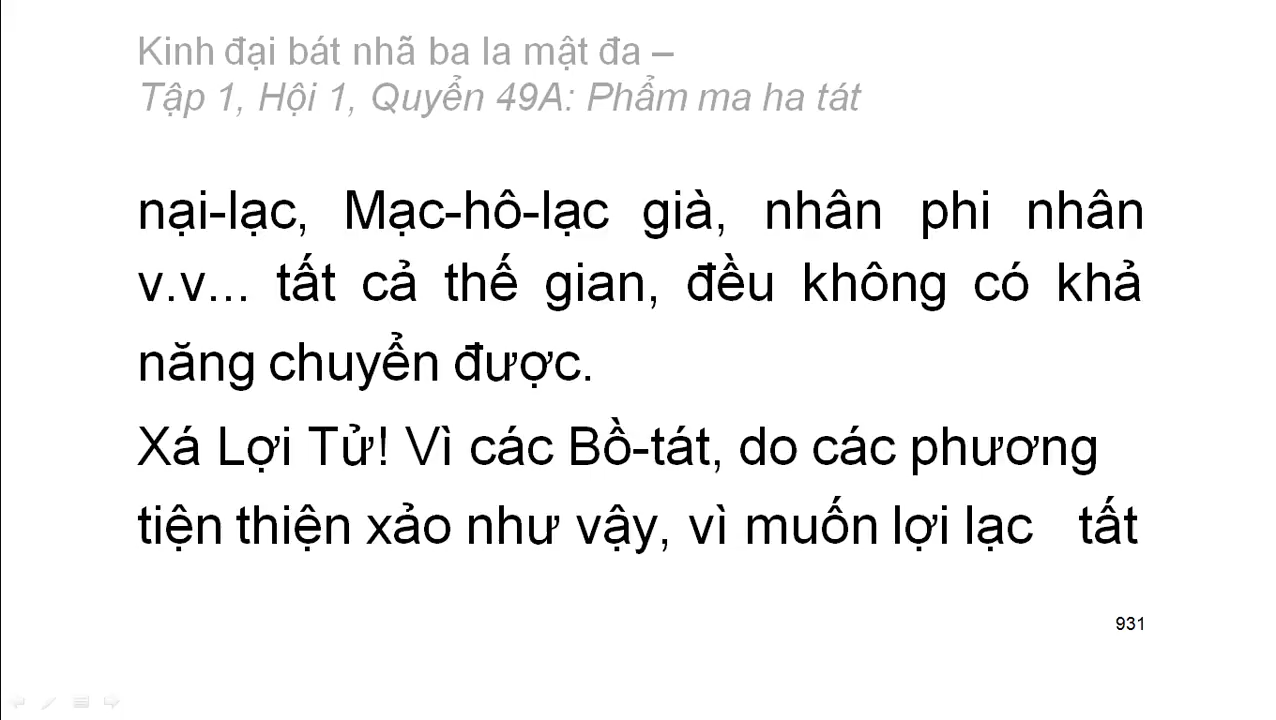 Kinh đại bát nhã ba la mật đa –
Tập 1, Hội 1, Quyển 49A: Phẩm ma ha tát
nại-lạc, Mạc-hô-lạc già, nhân phi nhân
v.v... tất cả thế gian, đều không có khả
năng chuyển được.
Xá Lợi Tử! Vì các Bồ-tát, do các phương
tiện thiện xảo như vậy, vì muốn lợi lạc tất
931